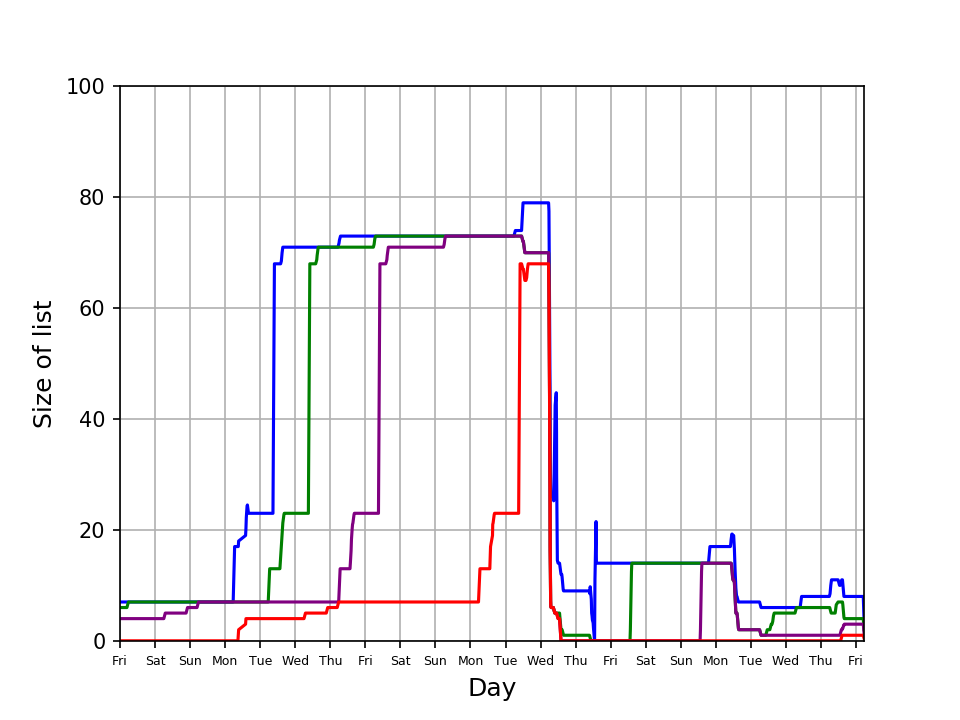 100
80
60
40
20
0
Size of list
Fri Sat Sun Mon Tue Wed Thu Fri Sat Sun Mon Tue Wed Thu Fri Sat Sun Mon Tue Wed Thu Fri
Day